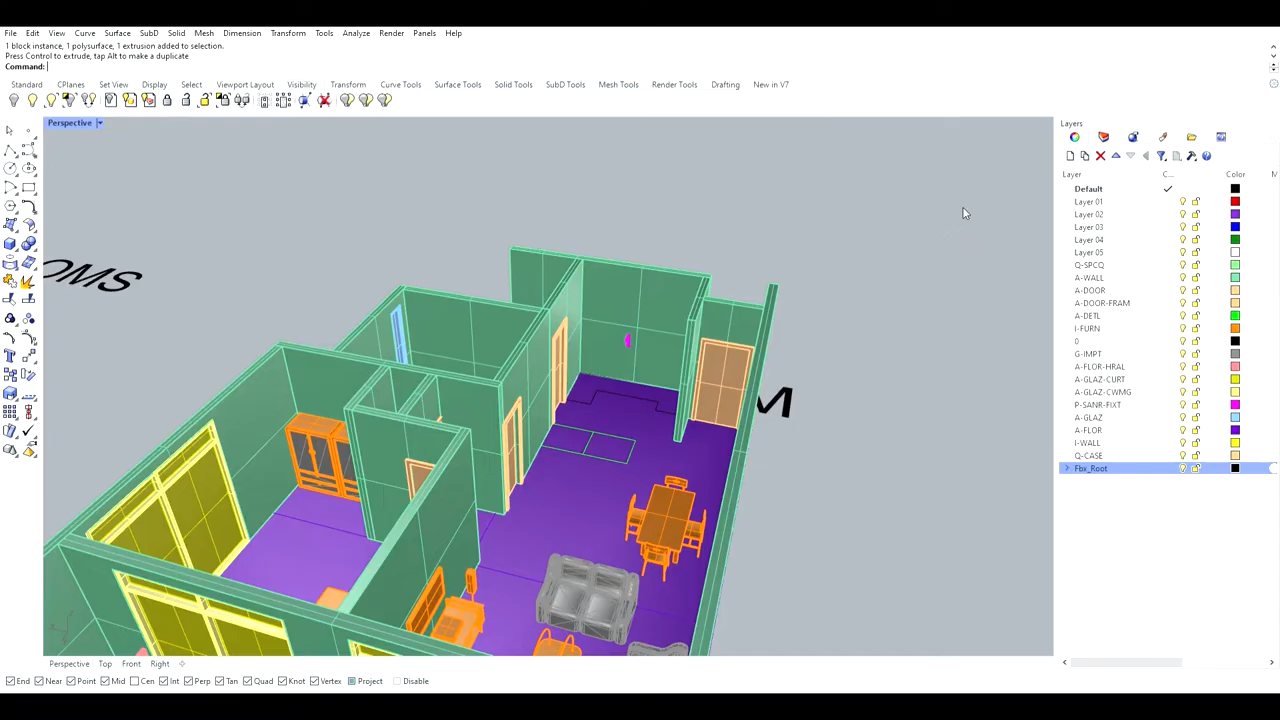 File Edit View Curve Surface SubD Solid Mesh Dimension Transform Tools Analyze Render Panels Help
1 block instance, 1 polysurface, 1 extrusion added to selection.
Press Control to extrude, tap Alt to make a duplicate
Command:
Standard CPlanes Set View Display Select Viewport Layout Visibility Transform Curve Tools Surface Tools Solid Tools SubD Tools Mesh Tools Render Tools Drafting New in V7
Perspective
Layers
Layer C... Color M
Default
Layer 01
Layer 02
Layer 03
Layer 04
Layer 05
Q-SPCQ
A-WALL
A-DOOR
A-DOOR-FRAM
A-DETL
I-FURN
0
G-IMPT
A-FLOR-HRAL
A-GLAZ-CURT
A-GLAZ-CWMG
P-SANR-FIXT
A-GLAZ
A-FLOR
I-WALL
Q-CASE
Fbx_Root
OMS
M
Perspective Top Front Right
End Near Point Mid Cen Int Perp Tan Quad Knot Vertex Project Disable